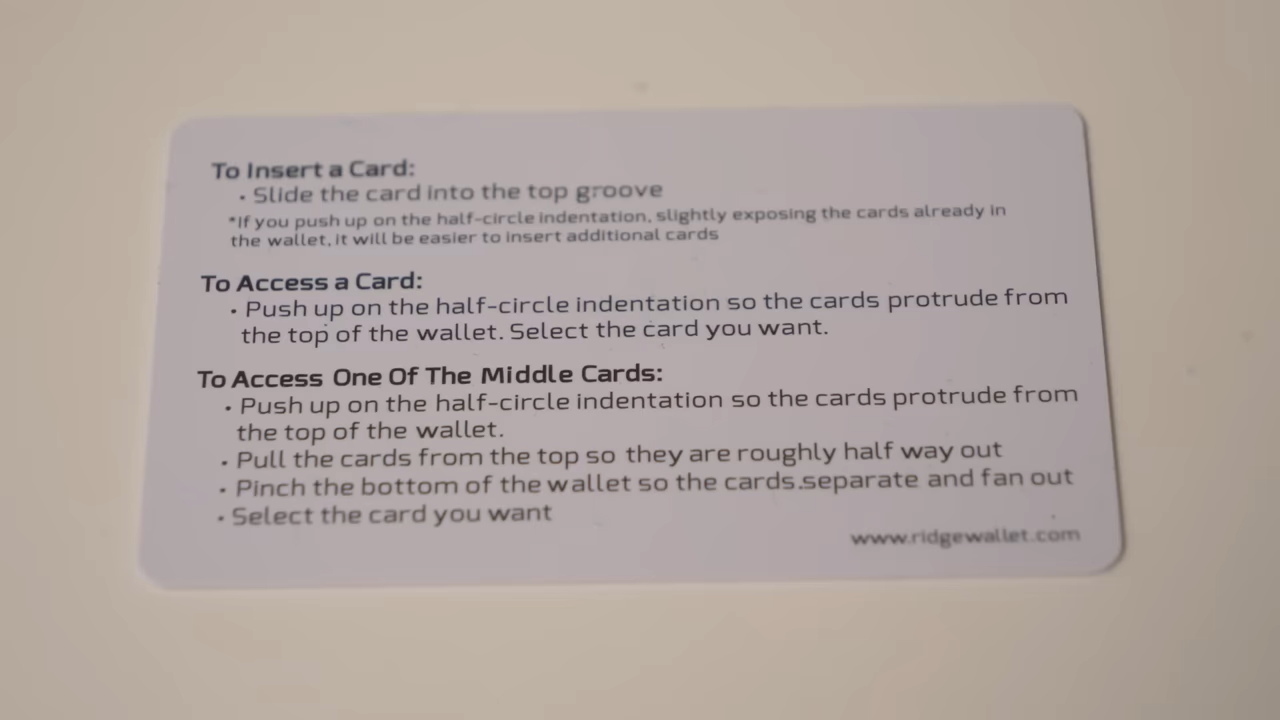 To Insert a Card:
• Slide the card into the top groove
*If you push up on the half-circle indentation, slightly exposing the cards already in
the wallet, it will be easier to insert additional cards
To Access a Card:
• Push up on the half-circle indentation so the cards protrude from
the top of the wallet. Select the card you want.
To Access One Of The Middle Cards:
• Push up on the half-circle indentation so the cards protrude from
the top of the wallet.
• Pull the cards from the top so they are roughly half way out
• Pinch the bottom of the wallet so the cards separate and fan out
• Select the card you want
www.ridgewallet.com